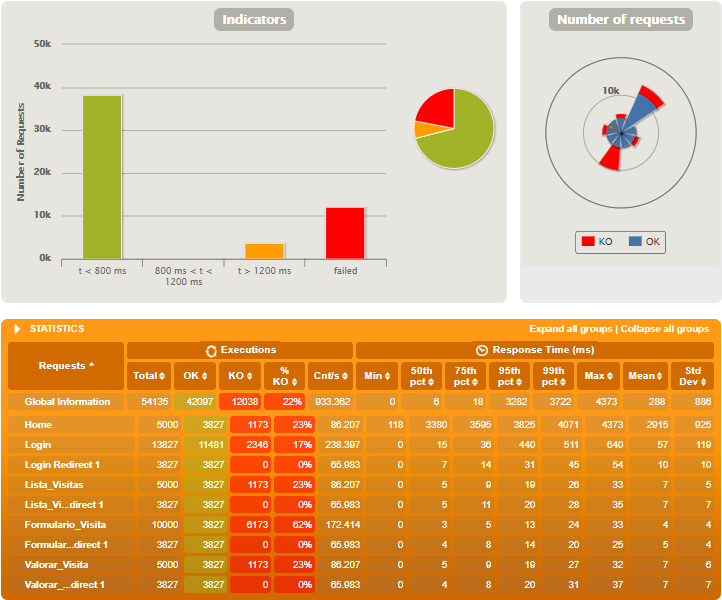 Indicators
Number of Requests
50k
40k
30k
20k
10k
0k
t < 800 ms
800 ms < t <
1200 ms
t > 1200 ms
failed
Number of requests
10k
KO
OK
STATISTICS
Expand all groups | Collapse all groups
Requests
Executions
Response Time (ms)
Total OK KO % KO Cnt/s Min 50th pct 75th pct 95th pct 99th pct Max Mean Std Dev
Global Information 54135 42097 12038 22% 933.362 0 6 18 3282 3722 4373 288 886
Home 5000 3827 1173 23% 86.207 118 3380 3595 3825 4071 4373 2915 925
Login 13827 11481 2346 17% 238.397 0 15 36 440 511 640 57 119
Login Redirect 1 3827 3827 0 0% 65.983 0 7 14 31 45 54 10 10
Lista_Visitas 5000 3827 1173 23% 86.207 0 5 9 19 26 33 7 5
Lista_Vi...direct 1 3827 3827 0 0% 65.983 0 5 11 20 28 35 7 7
Formulario_Visita 10000 3827 6173 62% 172.414 0 3 5 13 24 33 4 4
Formular...direct 1 3827 3827 0 0% 65.983 0 4 8 14 20 25 5 4
Valorar_Visita 5000 3827 1173 23% 86.207 0 5 9 19 27 32 7 6
Valorar_...direct 1 3827 3827 0 0% 65.983 0 4 8 20 31 37 7 7